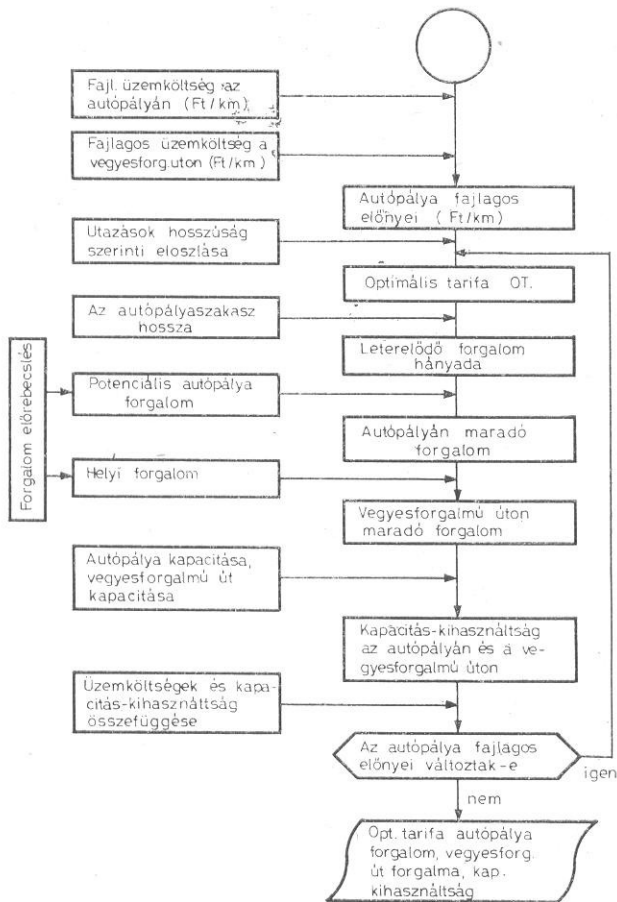 Fajl. üzemköltség az
autópályán (Ft/km)
Fajlagos üzemköltség a
vegyesforg.uton (Ft/km)
Autópálya fajlagos
előnyei (Ft/km)
Utazások hosszúság
szerinti eloszlása
Optimális tarifa OT.
Az autópályaszakasz
hossza
Leterelődő forgalom
hányada
Forgalom előrebecslés
Potenciális autópálya
forgalom
Autópályán maradó
forgalom
Helyi forgalom
Vegyesforgalmú úton
maradó forgalom
Autópálya kapacitása,
vegyesforgalmú út
kapacitása
Kapacitás-kihasználtság
az autópályán és a ve-
gyesforgalmú úton
Üzemköltségek és kapa-
citás-kihasználtság
összefüggése
Az autópálya fajlagos
előnyei változtak-e
igen
nem
Opt. tarifa autópálya
forgalom, vegyesforg.
út forgalma, kap.
kihasználtság